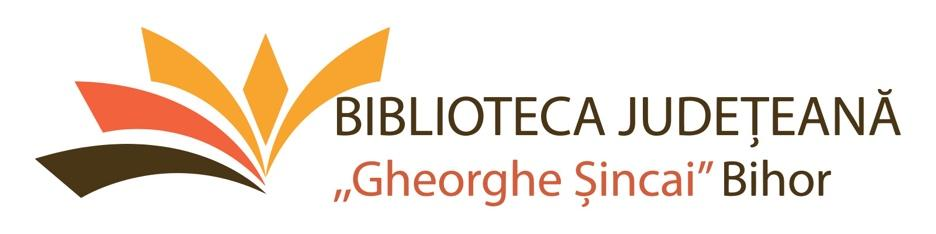 BIBLIOTECA JUDEȚEANĂ
„Gheorghe Șincai” Bihor